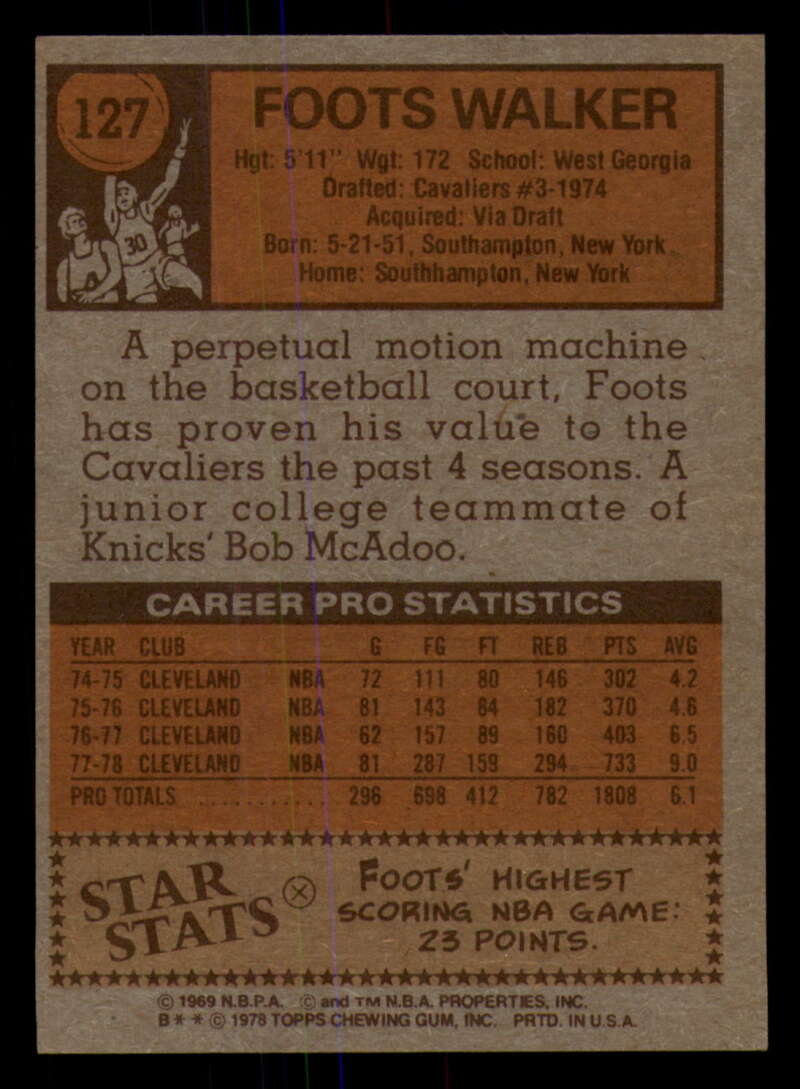 127
FOOTS WALKER
Hgt: 5'11" Wgt: 172 School: West Georgia
Drafted: Cavaliers #3-1974
Acquired: Via Draft
Born: 5-21-51, Southampton, New York
Home: Southhampton, New York
30
A perpetual motion machine
on the basketball court, Foots
has proven his value to the
Cavaliers the past 4 seasons. A
junior college teammate of
Knicks' Bob McAdoo.
CAREER PRO STATISTICS
YEAR CLUB G FG FT REB PTS AVG
74-75 CLEVELAND NBA 72 111 80 146 302 4.2
75-76 CLEVELAND NBA 81 143 84 182 370 4.6
76-77 CLEVELAND NBA 62 157 89 160 403 6.5
77-78 CLEVELAND NBA 81 287 159 294 733 9.0
PRO TOTALS ............ 296 698 412 782 1808 6.1
STAR
STATS
FOOTS' HIGHEST
SCORING NBA GAME:
23 POINTS.
© 1969 N.B.P.A. © and TM N.B.A. PROPERTIES, INC.
B * * © 1978 TOPPS CHEWING GUM, INC. PRTD. IN U.S.A.